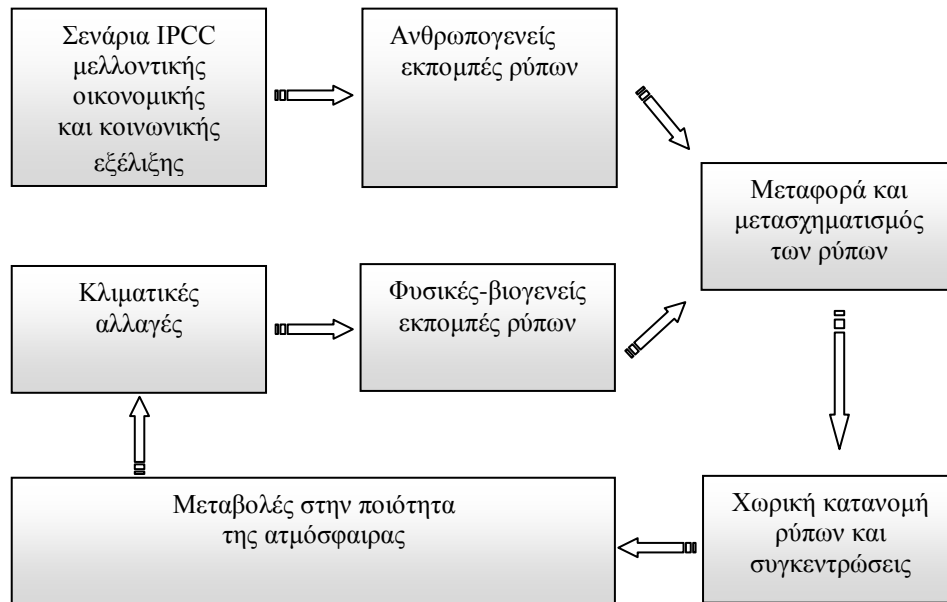 Σενάρια IPCC
μελλοντικής
οικονομικής
και κοινωνικής
εξέλιξης
Ανθρωπογενείς
εκπομπές ρύπων
Μεταφορά και
μετασχηματισμός
των ρύπων
Κλιματικές
αλλαγές
Φυσικές-βιογενείς
εκπομπές ρύπων
Μεταβολές στην ποιότητα
της ατμόσφαιρας
Χωρική κατανομή
ρύπων και
συγκεντρώσεις